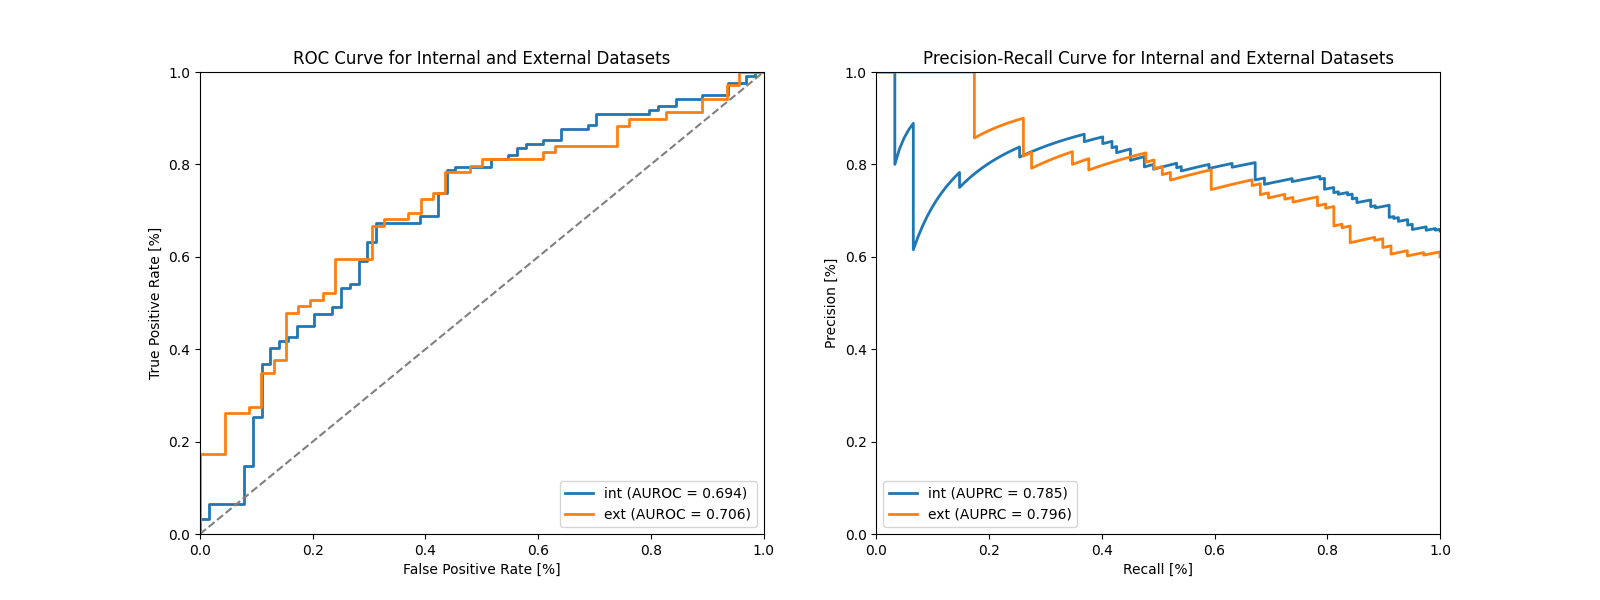 ROC Curve for Internal and External Datasets
1.0
0.8
0.6
0.4
0.2
0.0
True Positive Rate [%]
int (AUROC = 0.694)
ext (AUROC = 0.706)
0.0 0.2 0.4 0.6 0.8 1.0
False Positive Rate [%]
Precision-Recall Curve for Internal and External Datasets
1.0
0.8
0.6
0.4
0.2
0.0
Precision [%]
int (AUPRC = 0.785)
ext (AUPRC = 0.796)
0.0 0.2 0.4 0.6 0.8 1.0
Recall [%]